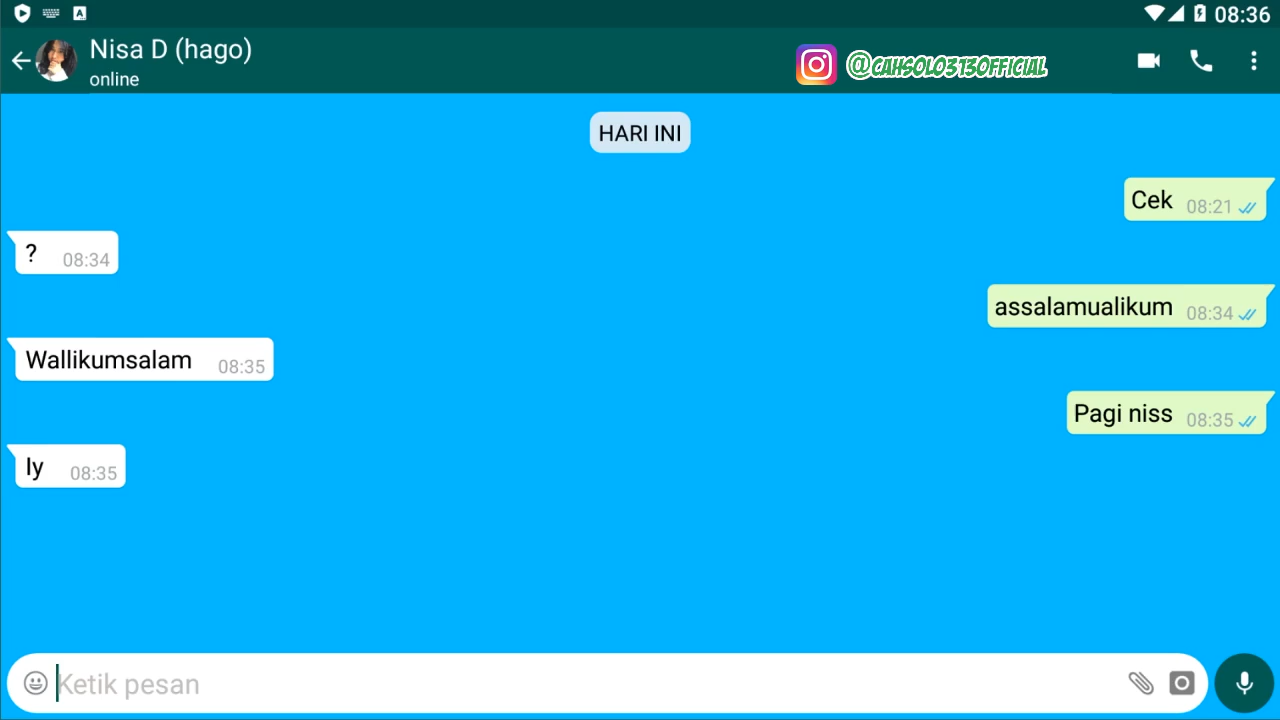 08:36
Nisa D (hago)
online
@CAHSOLO313OFFICIAL
HARI INI
Cek 08:21
? 08:34
assalamualikum 08:34
Wallikumsalam 08:35
Pagi niss 08:35
Iy 08:35
Ketik pesan